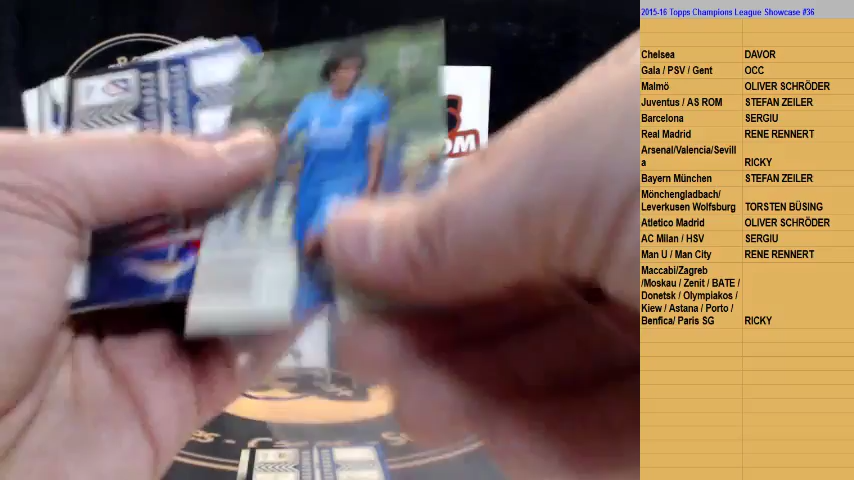 2015-16 Topps Champions League Showcase #36
Chelsea DAVOR
Gala / PSV / Gent OCC
Malmö OLIVER SCHRÖDER
Juventus / AS ROM STEFAN ZEILER
Barcelona SERGIU
Real Madrid RENE RENNERT
Arsenal/Valencia/Sevill
a RICKY
Bayern München STEFAN ZEILER
Mönchengladbach/
Leverkusen Wolfsburg TORSTEN BÜSING
Atletico Madrid OLIVER SCHRÖDER
AC Milan / HSV SERGIU
Man U / Man City RENE RENNERT
Maccabi/Zagreb
/Moskau / Zenit / BATE /
Donetsk / Olympiakos /
Kiew / Astana / Porto /
Benfica/ Paris SG RICKY